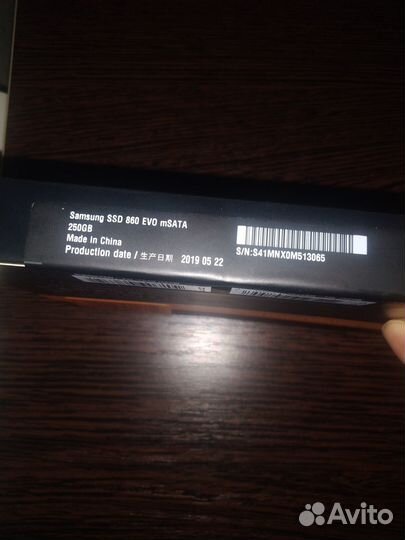 Samsung SSD 860 EVO mSATA
250GB
Made in China
Production date / 生产日期 2019 05 22
S/N:S41MNX0M513065
Avito